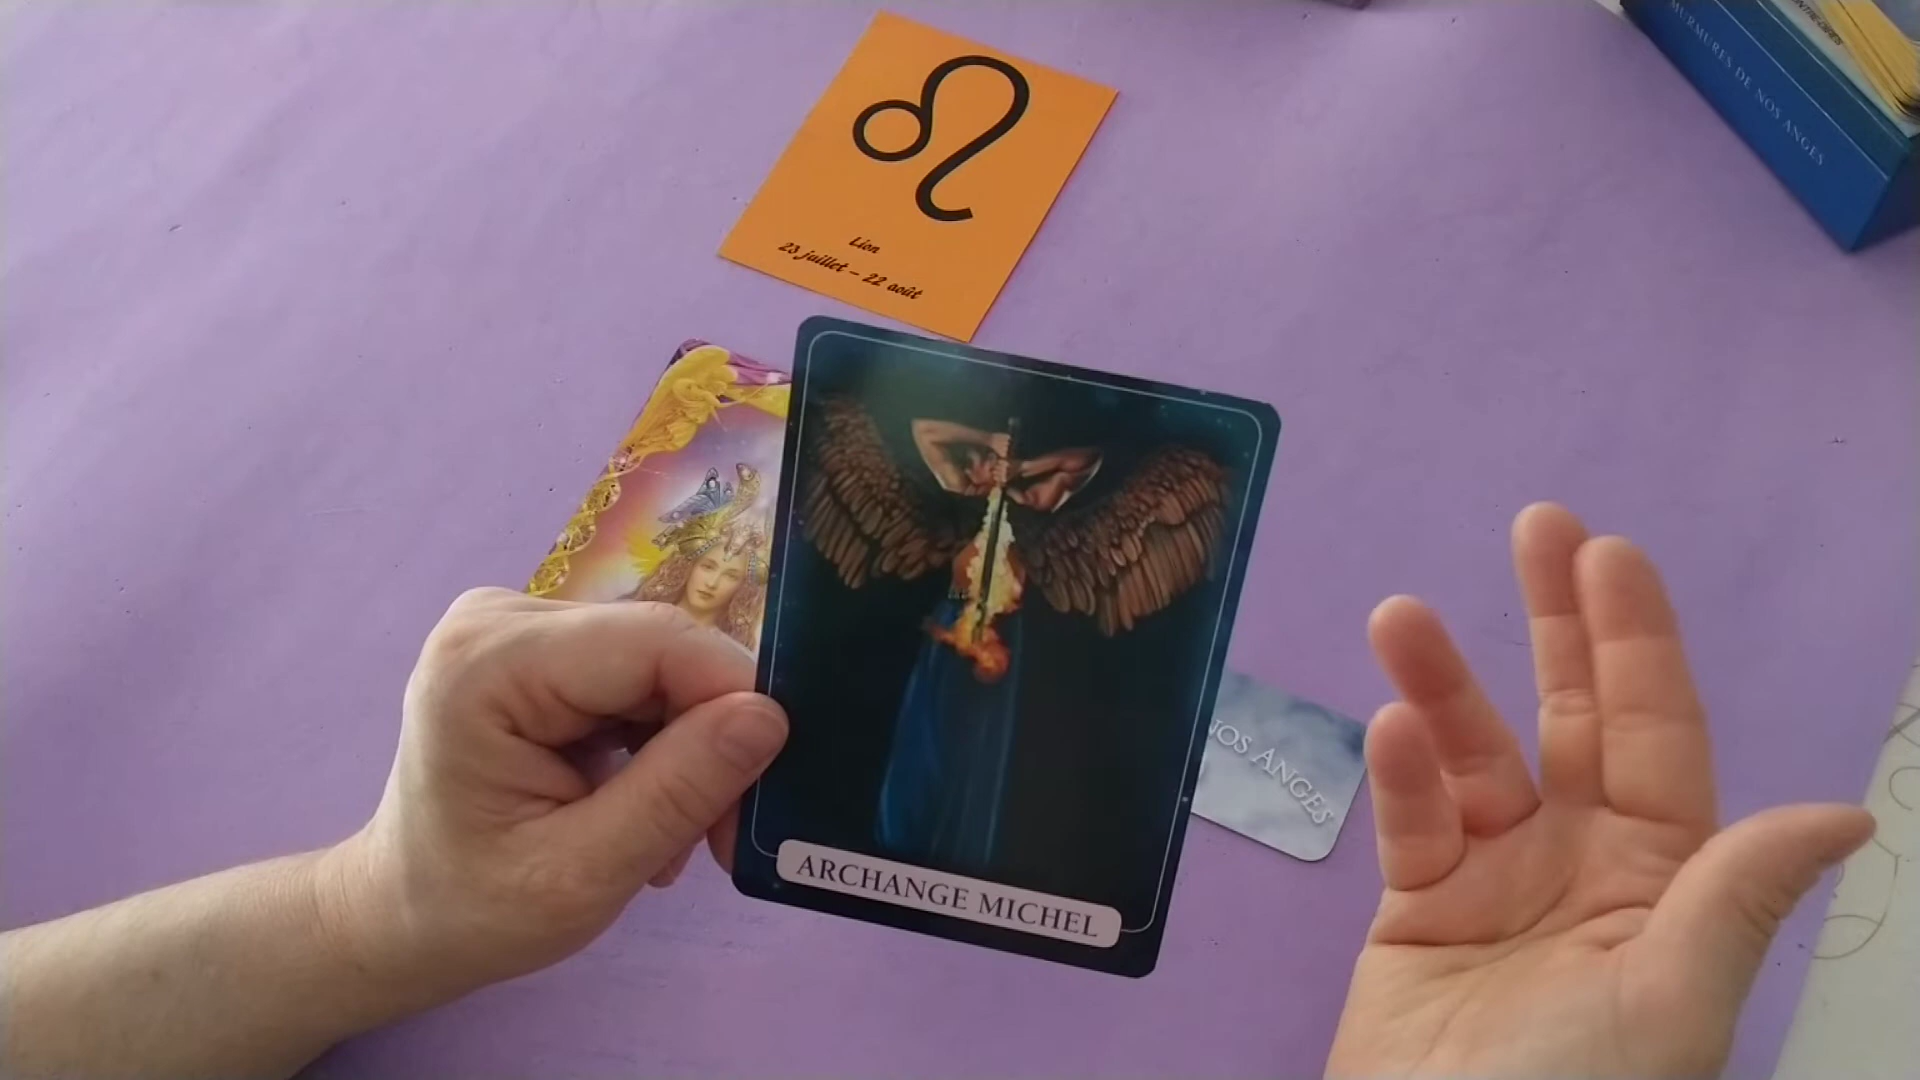 MURMURES DE NOS ANGES
Lion
23 juillet – 22 août
NOS ANGES
ARCHANGE MICHEL